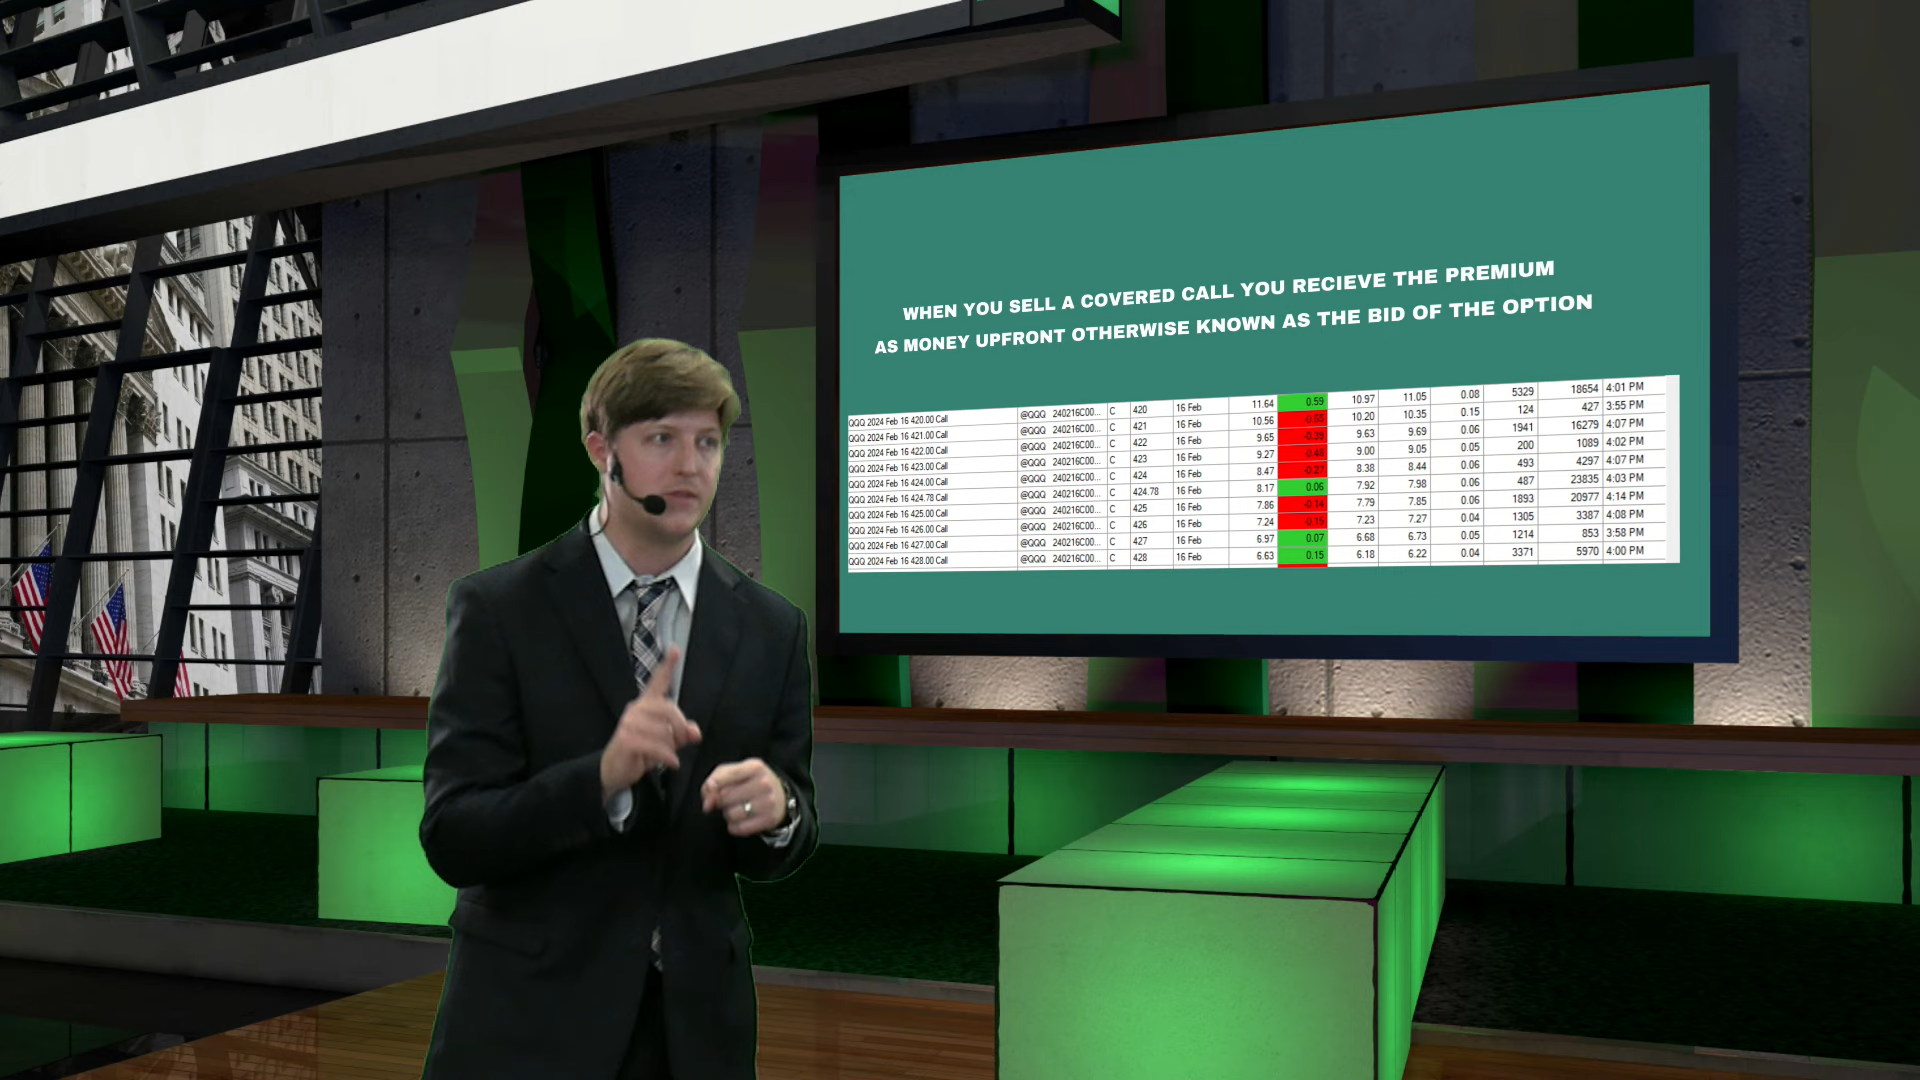 WHEN YOU SELL A COVERED CALL YOU RECIEVE THE PREMIUM
AS MONEY UPFRONT OTHERWISE KNOWN AS THE BID OF THE OPTION
QQQ 2024 Feb 16 420.00 Call @QQQ 240216C00... C 420 16 Feb 11.64 0.59 10.97 11.05 0.08 5329 18654 4:01 PM
QQQ 2024 Feb 16 421.00 Call @QQQ 240216C00... C 421 16 Feb 10.56 -0.55 10.20 10.35 0.15 124 427 3:55 PM
QQQ 2024 Feb 16 422.00 Call @QQQ 240216C00... C 422 16 Feb 9.65 -0.39 9.63 9.69 0.06 1941 16279 4:07 PM
QQQ 2024 Feb 16 423.00 Call @QQQ 240216C00... C 423 16 Feb 9.27 -0.48 9.00 9.05 0.05 200 1089 4:02 PM
QQQ 2024 Feb 16 424.00 Call @QQQ 240216C00... C 424 16 Feb 8.47 -0.27 8.38 8.44 0.06 493 4297 4:07 PM
QQQ 2024 Feb 16 424.78 Call @QQQ 240216C00... C 424.78 16 Feb 8.17 0.06 7.92 7.98 0.06 487 23835 4:03 PM
QQQ 2024 Feb 16 425.00 Call @QQQ 240216C00... C 425 16 Feb 7.86 -0.14 7.79 7.85 0.06 1893 20977 4:14 PM
QQQ 2024 Feb 16 426.00 Call @QQQ 240216C00... C 426 16 Feb 7.24 -0.15 7.23 7.27 0.04 1305 3387 4:08 PM
QQQ 2024 Feb 16 427.00 Call @QQQ 240216C00... C 427 16 Feb 6.97 0.07 6.68 6.73 0.05 1214 853 3:58 PM
QQQ 2024 Feb 16 428.00 Call @QQQ 240216C00... C 428 16 Feb 6.63 0.15 6.18 6.22 0.04 3371 5970 4:00 PM